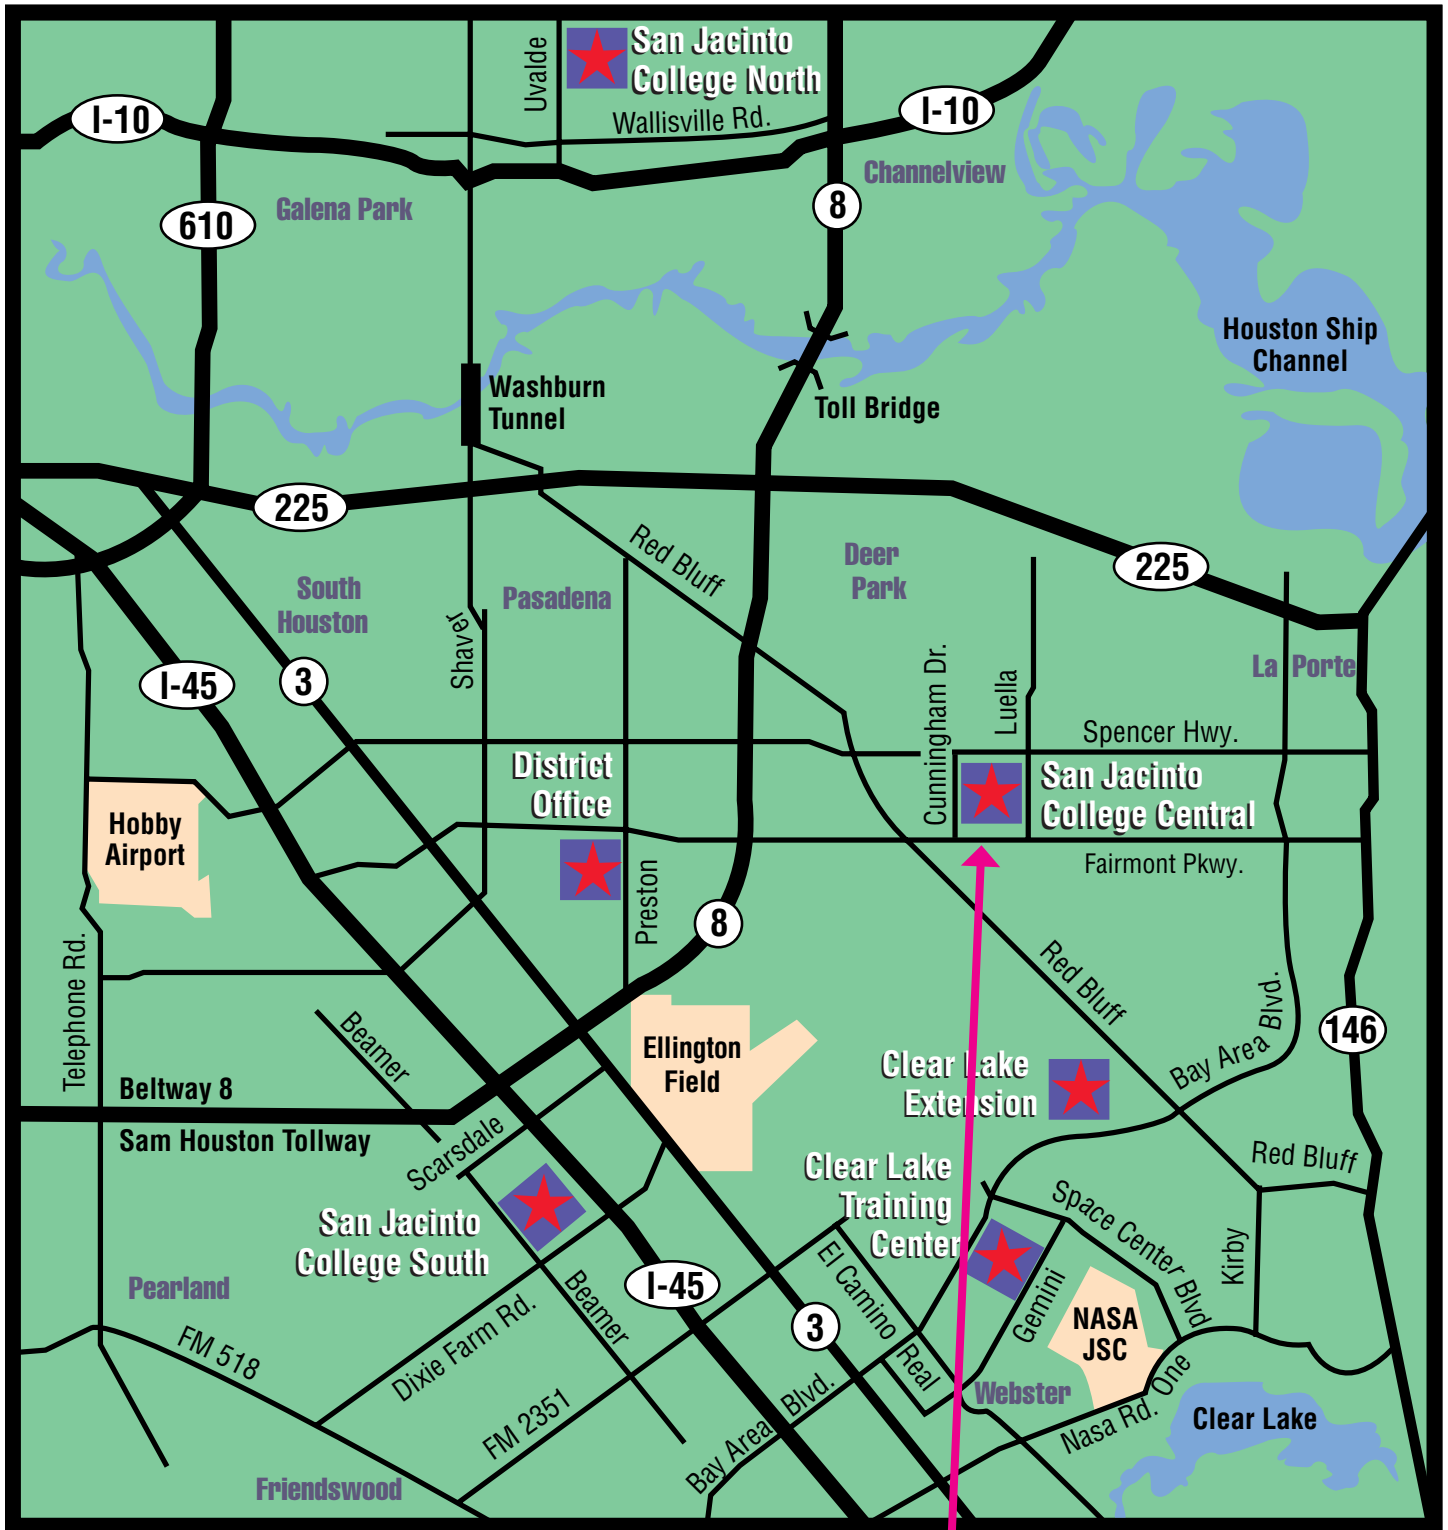 San Jacinto
College North
Uvalde
Wallisville Rd.
I-10
I-10
Channelview
8
Galena Park
610
Houston Ship
Channel
Washburn
Tunnel
Toll Bridge
225
Red Bluff
Deer
Park
225
South
Houston
Pasadena
Shaver
I-45
3
Cunningham Dr.
Luella
La Porte
Spencer Hwy.
District
Office
San Jacinto
College Central
Hobby
Airport
Fairmont Pkwy.
Preston
8
Telephone Rd.
Red Bluff
Bay Area Blvd.
146
Beamer
Ellington
Field
Clear Lake
Extension
Beltway 8
Sam Houston Tollway
Scarsdale
Red Bluff
Clear Lake
Training
Center
Space Center Blvd
San Jacinto
College South
Kirby
El Camino Real
Gemini
Pearland
I-45
Beamer
3
NASA
JSC
FM 518
Dixie Farm Rd.
Webster
Nasa Rd. One
Clear Lake
FM 2351
Bay Area Blvd.
Friendswood